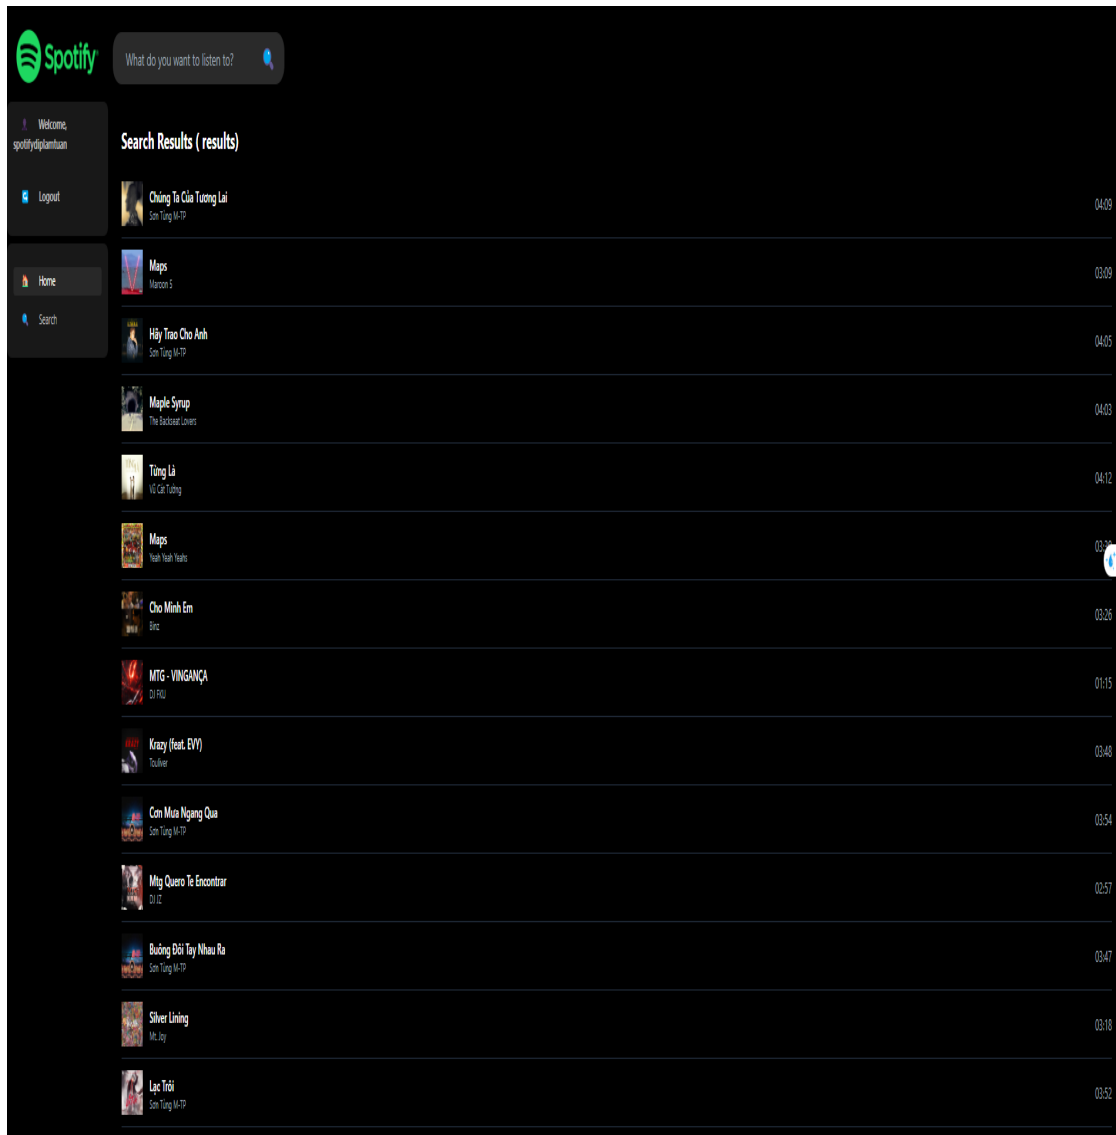 Spotify
What do you want to listen to?
Welcome,
spotifydiplamtuan
Logout
Home
Search
Search Results ( results)
Chúng Ta Của Tương Lai
Sơn Tùng M-TP
04:09
Maps
Maroon 5
03:09
Hãy Trao Cho Anh
Sơn Tùng M-TP
04:05
Maple Syrup
The Backseat Lovers
04:03
Từng Là
Vũ Cát Tường
04:12
Maps
Yeah Yeah Yeahs
Cho Mình Em
Binz
03:26
MTG - VINGANÇA
DJ FKU
01:15
Krazy (feat. EVY)
Touliver
03:48
Cơn Mưa Ngang Qua
Sơn Tùng M-TP
03:54
Mtg Quero Te Encontrar
DJ JZ
02:57
Buông Đôi Tay Nhau Ra
Sơn Tùng M-TP
03:47
Silver Lining
Mt. Joy
03:18
Lạc Trôi
Sơn Tùng M-TP
03:52